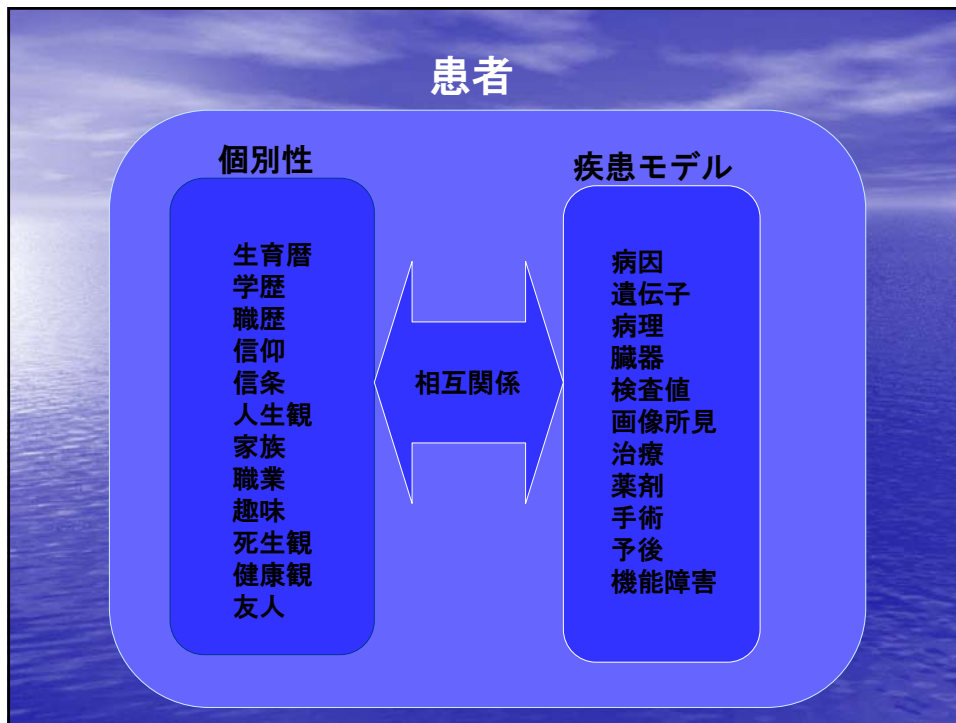 患者
個別性
生育暦
学歴
職歴
信仰
信条
人生観
家族
職業
趣味
死生観
健康観
友人
相互関係
疾患モデル
病因
遺伝子
病理
臓器
検査値
画像所見
治療
薬剤
手術
予後
機能障害